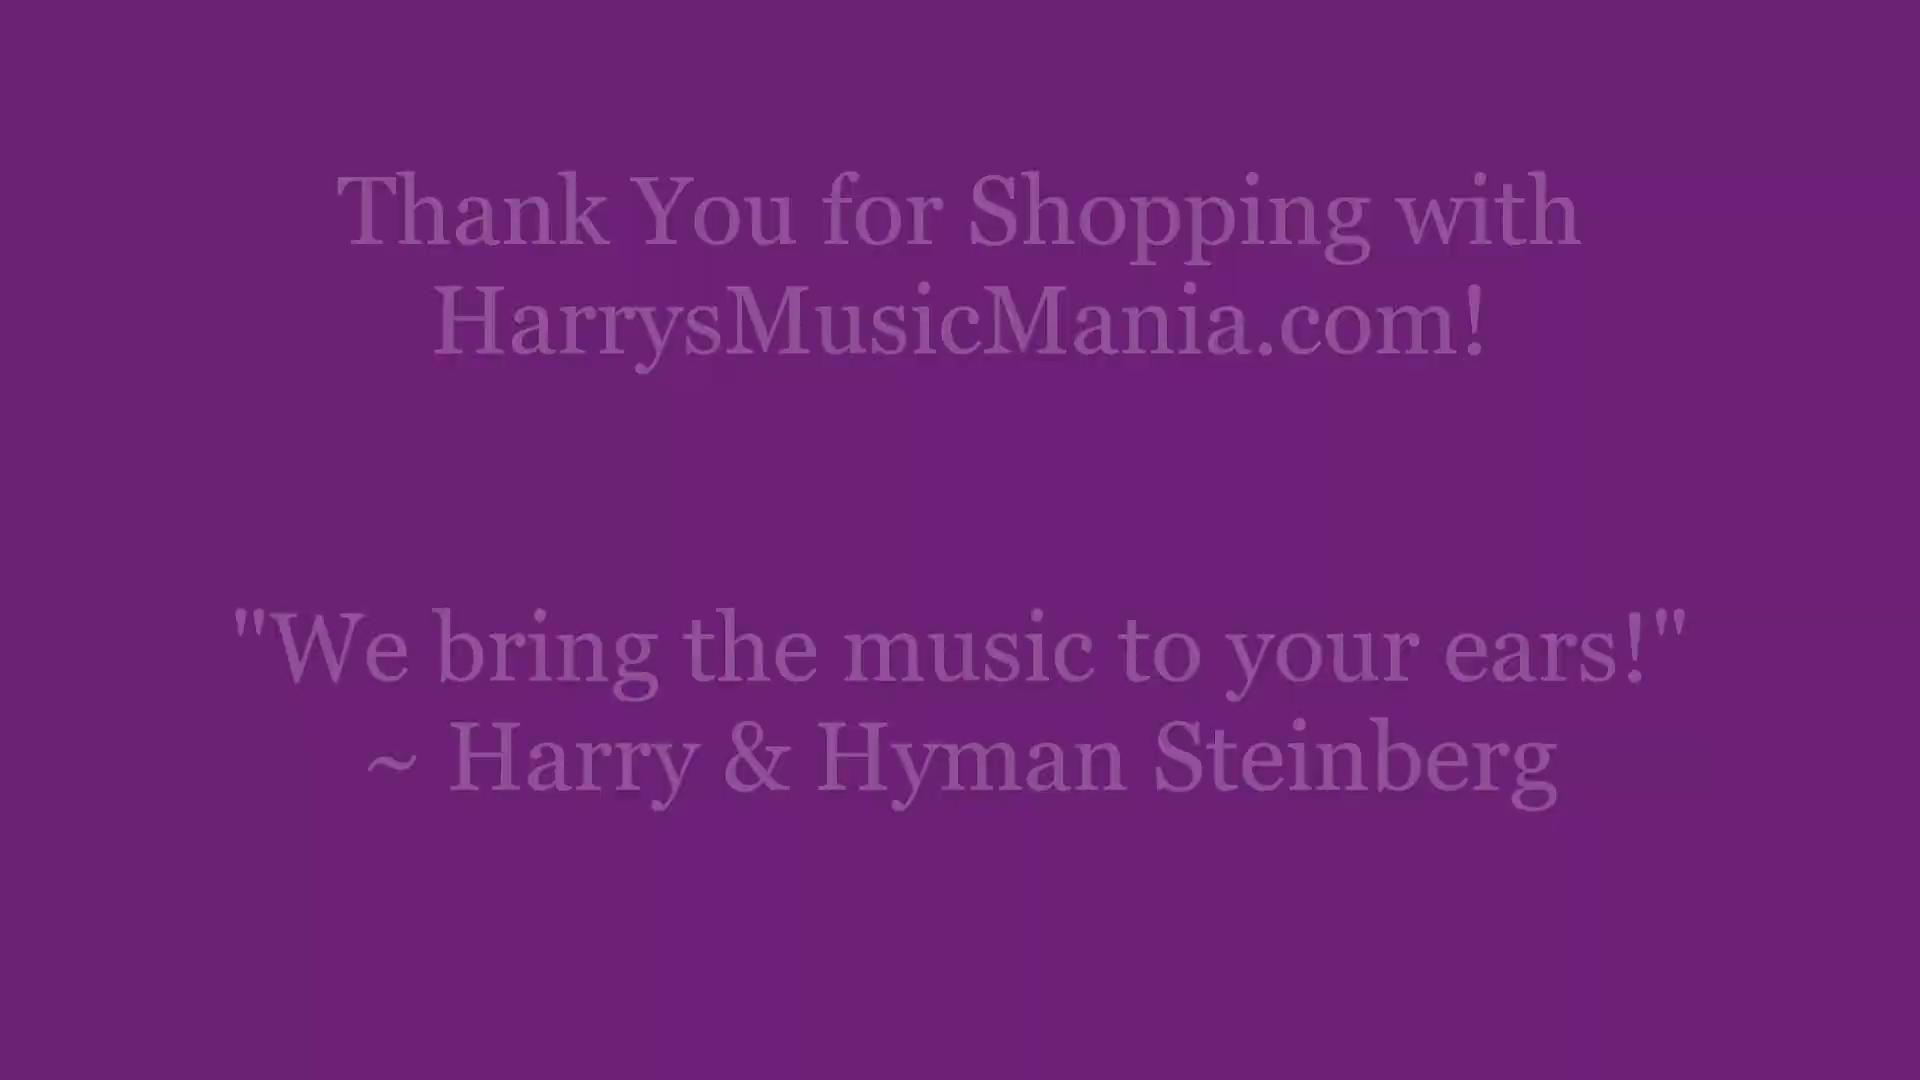 Thank You for Shopping with
HarrysMusicMania.com!
"We bring the music to your ears!"
~ Harry & Hyman Steinberg